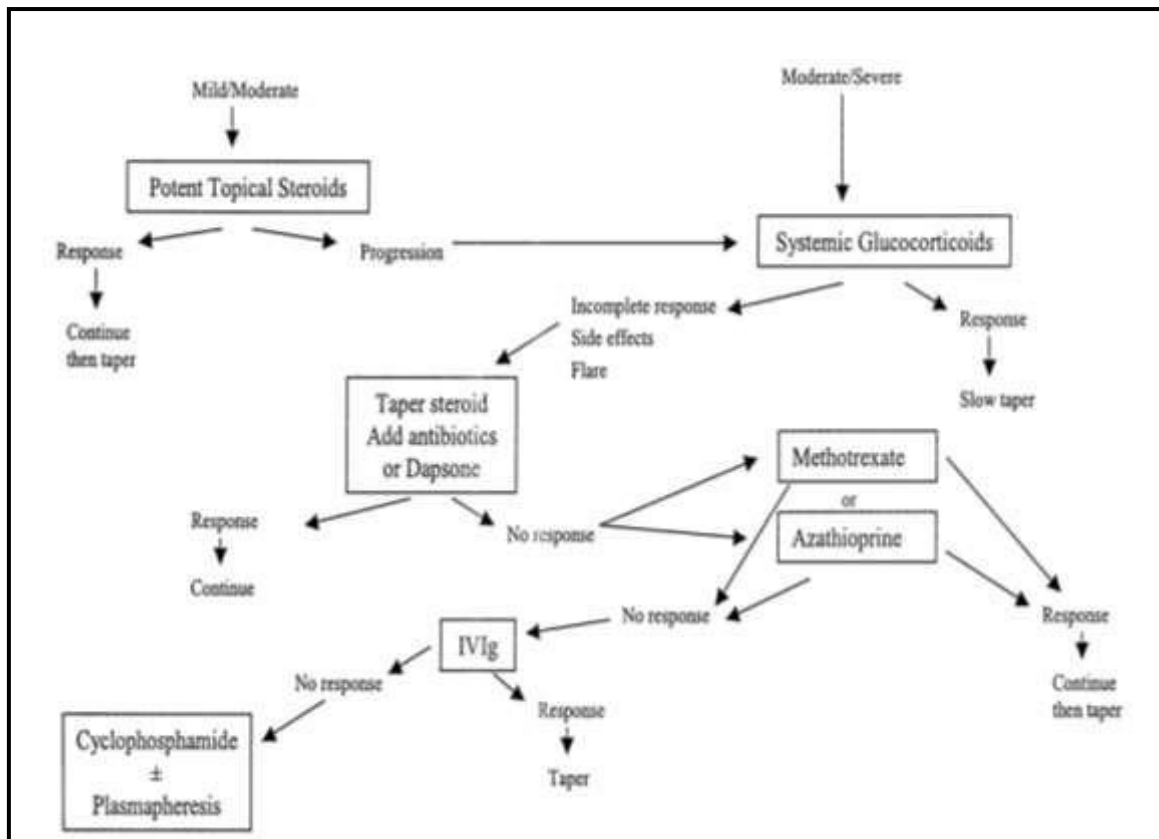 Mild/Moderate
Moderate/Severe
Potent Topical Steroids
Systemic Glucocorticoids
Response
Progression
Continue
then taper
Incomplete response
Side effects
Flare
Response
Slow taper
Taper steroid
Add antibiotics
or Dapsone
Methotrexate
or
Azathioprine
Response
No response
Continue
No response
Response
Continue
then taper
IVIg
No response
Response
Taper
Cyclophosphamide
±
Plasmapheresis